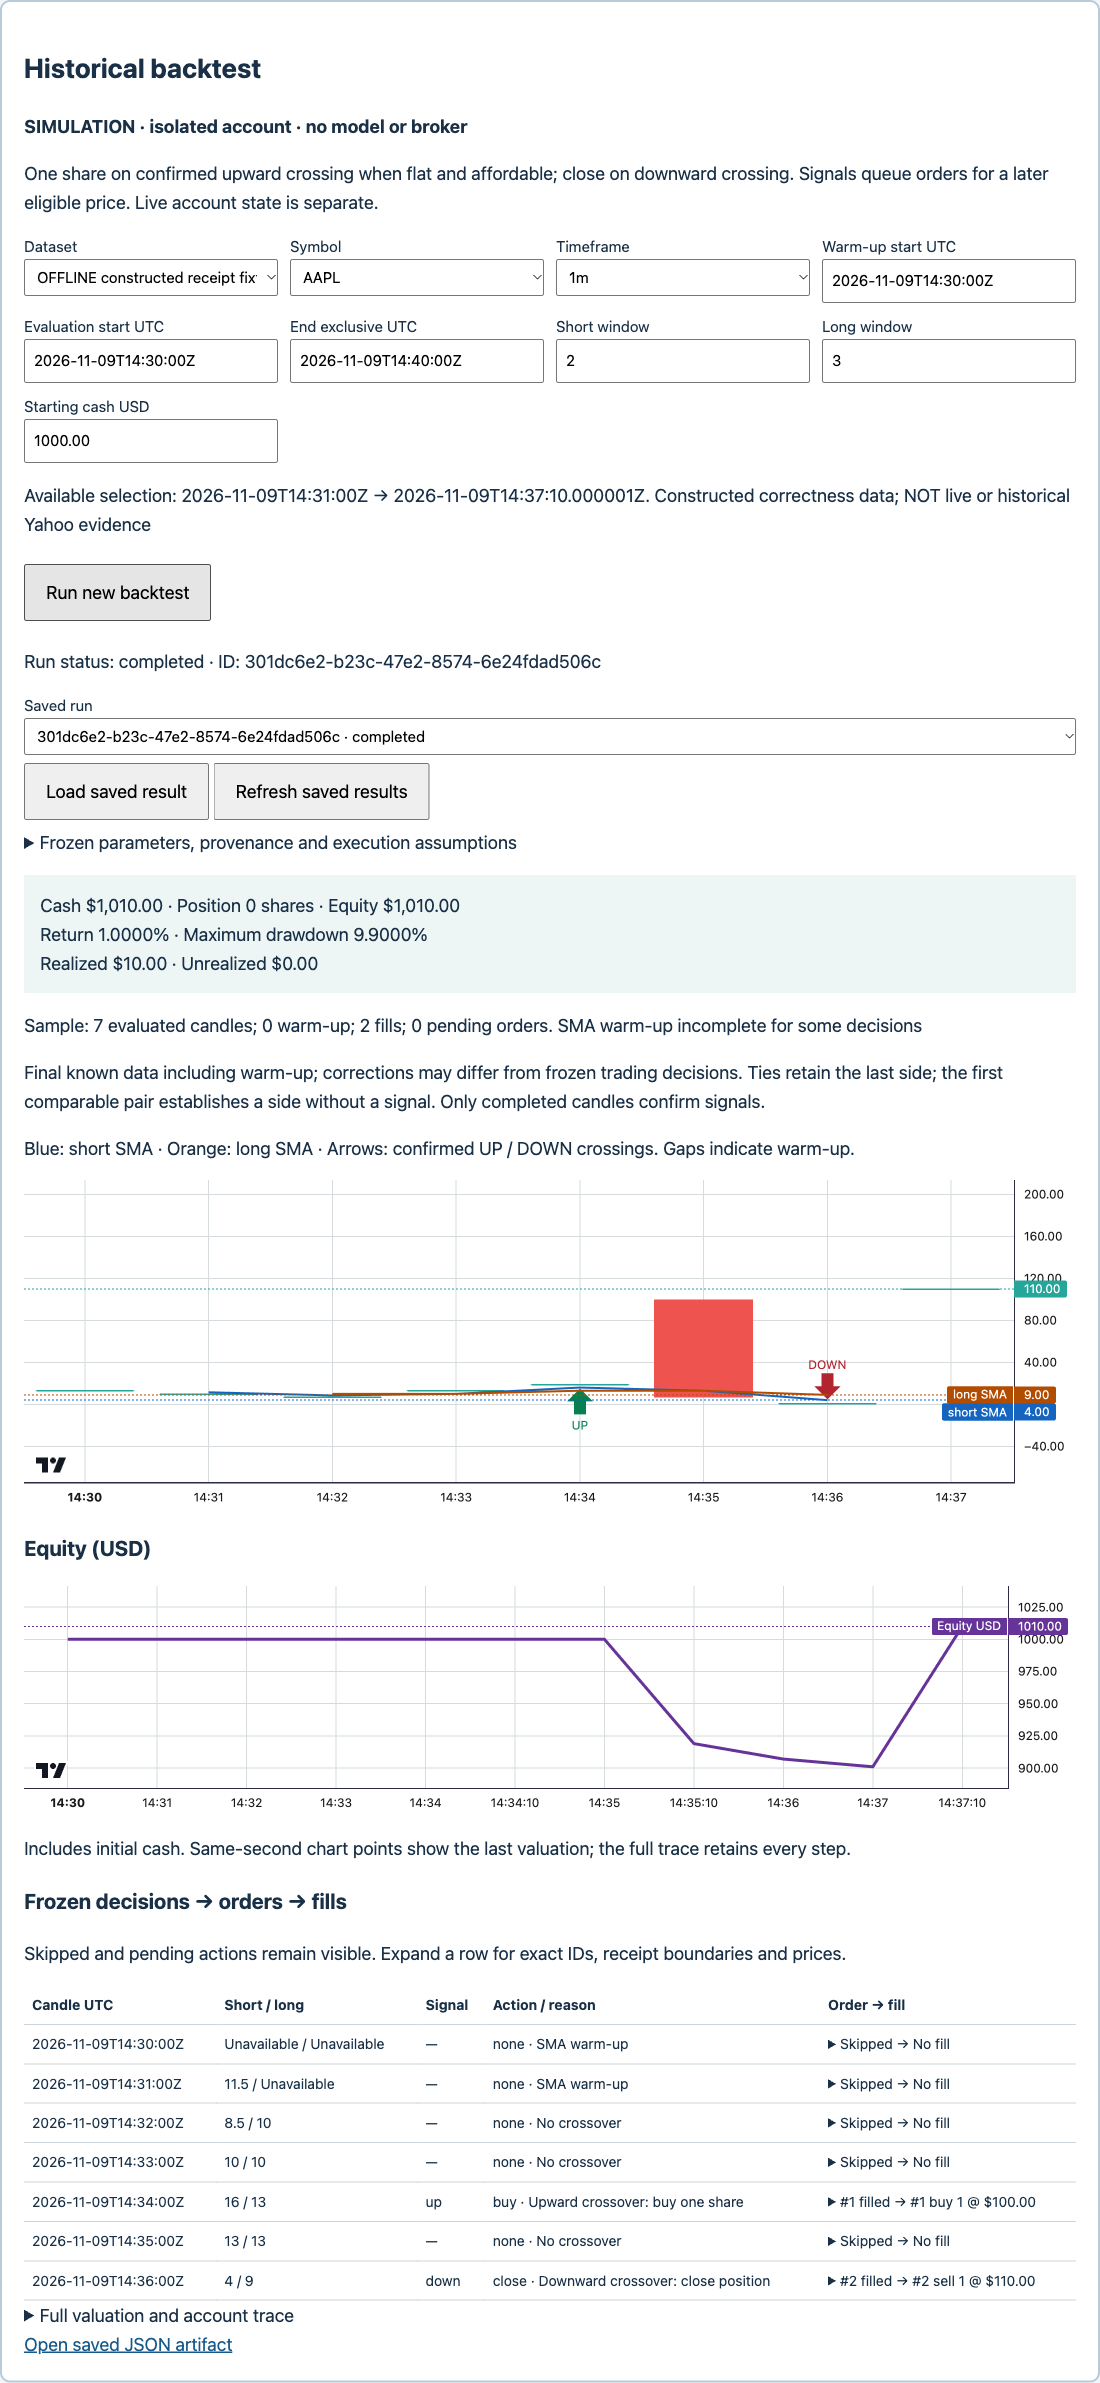 Historical backtest
SIMULATION · isolated account · no model or broker
One share on confirmed upward crossing when flat and affordable; close on downward crossing. Signals queue orders for a later
eligible price. Live account state is separate.
Dataset Symbol Timeframe Warm-up start UTC
OFFLINE constructed receipt fix AAPL 1m 2026-11-09T14:30:00Z
Evaluation start UTC End exclusive UTC Short window Long window
2026-11-09T14:30:00Z 2026-11-09T14:40:00Z 2 3
Starting cash USD
1000.00
Available selection: 2026-11-09T14:31:00Z → 2026-11-09T14:37:10.000001Z. Constructed correctness data; NOT live or historical
Yahoo evidence
Run new backtest
Run status: completed · ID: 301dc6e2-b23c-47e2-8574-6e24fdad506c
Saved run
301dc6e2-b23c-47e2-8574-6e24fdad506c · completed
Load saved result Refresh saved results
▶ Frozen parameters, provenance and execution assumptions
Cash $1,010.00 · Position 0 shares · Equity $1,010.00
Return 1.0000% · Maximum drawdown 9.9000%
Realized $10.00 · Unrealized $0.00
Sample: 7 evaluated candles; 0 warm-up; 2 fills; 0 pending orders. SMA warm-up incomplete for some decisions
Final known data including warm-up; corrections may differ from frozen trading decisions. Ties retain the last side; the first
comparable pair establishes a side without a signal. Only completed candles confirm signals.
Blue: short SMA · Orange: long SMA · Arrows: confirmed UP / DOWN crossings. Gaps indicate warm-up.
200.00
160.00
120.00
110.00
80.00
40.00
DOWN
long SMA 9.00
short SMA 4.00
UP
−40.00
14:30 14:31 14:32 14:33 14:34 14:35 14:36 14:37
Equity (USD)
1025.00
Equity USD 1010.00
1000.00
975.00
950.00
925.00
900.00
14:30 14:31 14:32 14:33 14:34 14:34:10 14:35 14:35:10 14:36 14:37 14:37:10
Includes initial cash. Same-second chart points show the last valuation; the full trace retains every step.
Frozen decisions → orders → fills
Skipped and pending actions remain visible. Expand a row for exact IDs, receipt boundaries and prices.
Candle UTC Short / long Signal Action / reason Order → fill
2026-11-09T14:30:00Z Unavailable / Unavailable — none · SMA warm-up ▶ Skipped → No fill
2026-11-09T14:31:00Z 11.5 / Unavailable — none · SMA warm-up ▶ Skipped → No fill
2026-11-09T14:32:00Z 8.5 / 10 — none · No crossover ▶ Skipped → No fill
2026-11-09T14:33:00Z 10 / 10 — none · No crossover ▶ Skipped → No fill
2026-11-09T14:34:00Z 16 / 13 up buy · Upward crossover: buy one share ▶ #1 filled → #1 buy 1 @ $100.00
2026-11-09T14:35:00Z 13 / 13 — none · No crossover ▶ Skipped → No fill
2026-11-09T14:36:00Z 4 / 9 down close · Downward crossover: close position ▶ #2 filled → #2 sell 1 @ $110.00
▶ Full valuation and account trace
Open saved JSON artifact